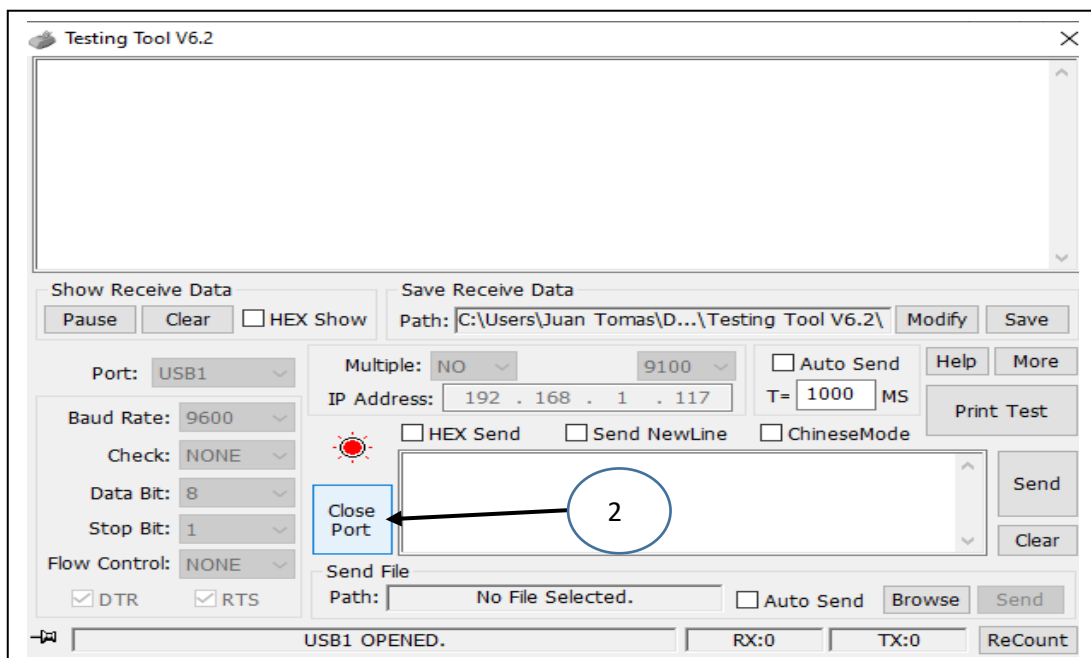 Testing Tool V6.2
Show Receive Data
Pause Clear HEX Show
Save Receive Data
Path: C:\Users\Juan Tomas\D...\Testing Tool V6.2\ Modify Save
Port: USB1
Multiple: NO 9100
IP Address: 192 . 168 . 1 . 117
Auto Send
T= 1000 MS
Help More
Print Test
Baud Rate: 9600
Check: NONE
Data Bit: 8
Stop Bit: 1
Flow Control: NONE
DTR RTS
HEX Send Send NewLine ChineseMode
Close
Port
2
Send
Clear
Send File
Path: No File Selected. Auto Send Browse Send
USB1 OPENED. RX:0 TX:0 ReCount